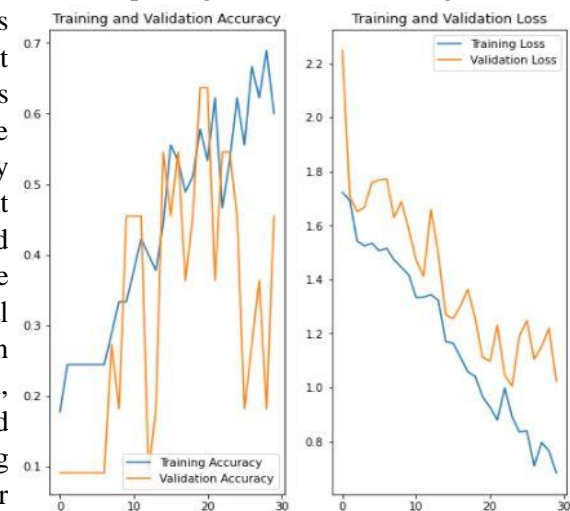 s
t
s
e
y
t
d
e
l
n
,
d
g
r
Training and Validation Accuracy
0.7
0.6
0.5
0.4
0.3
0.2
0.1
Training Accuracy
Validation Accuracy
0 10 20 30
Training and Validation Loss
Training Loss
Validation Loss
2.2
2.0
1.8
1.6
1.4
1.2
1.0
0.8
0 10 20 30